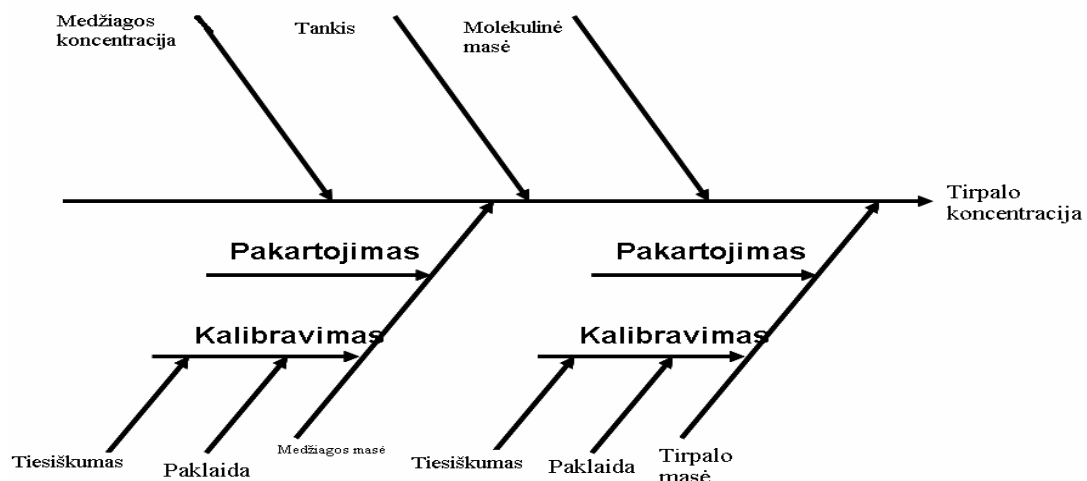 Medžiagos
koncentracija
Tankis
Molekulinė
masė
Tirpalo
koncentracija
Pakartojimas
Pakartojimas
Kalibravimas
Kalibravimas
Tiesiškumas
Paklaida
Medžiagos masė
Tiesiškumas
Paklaida
Tirpalo
masė